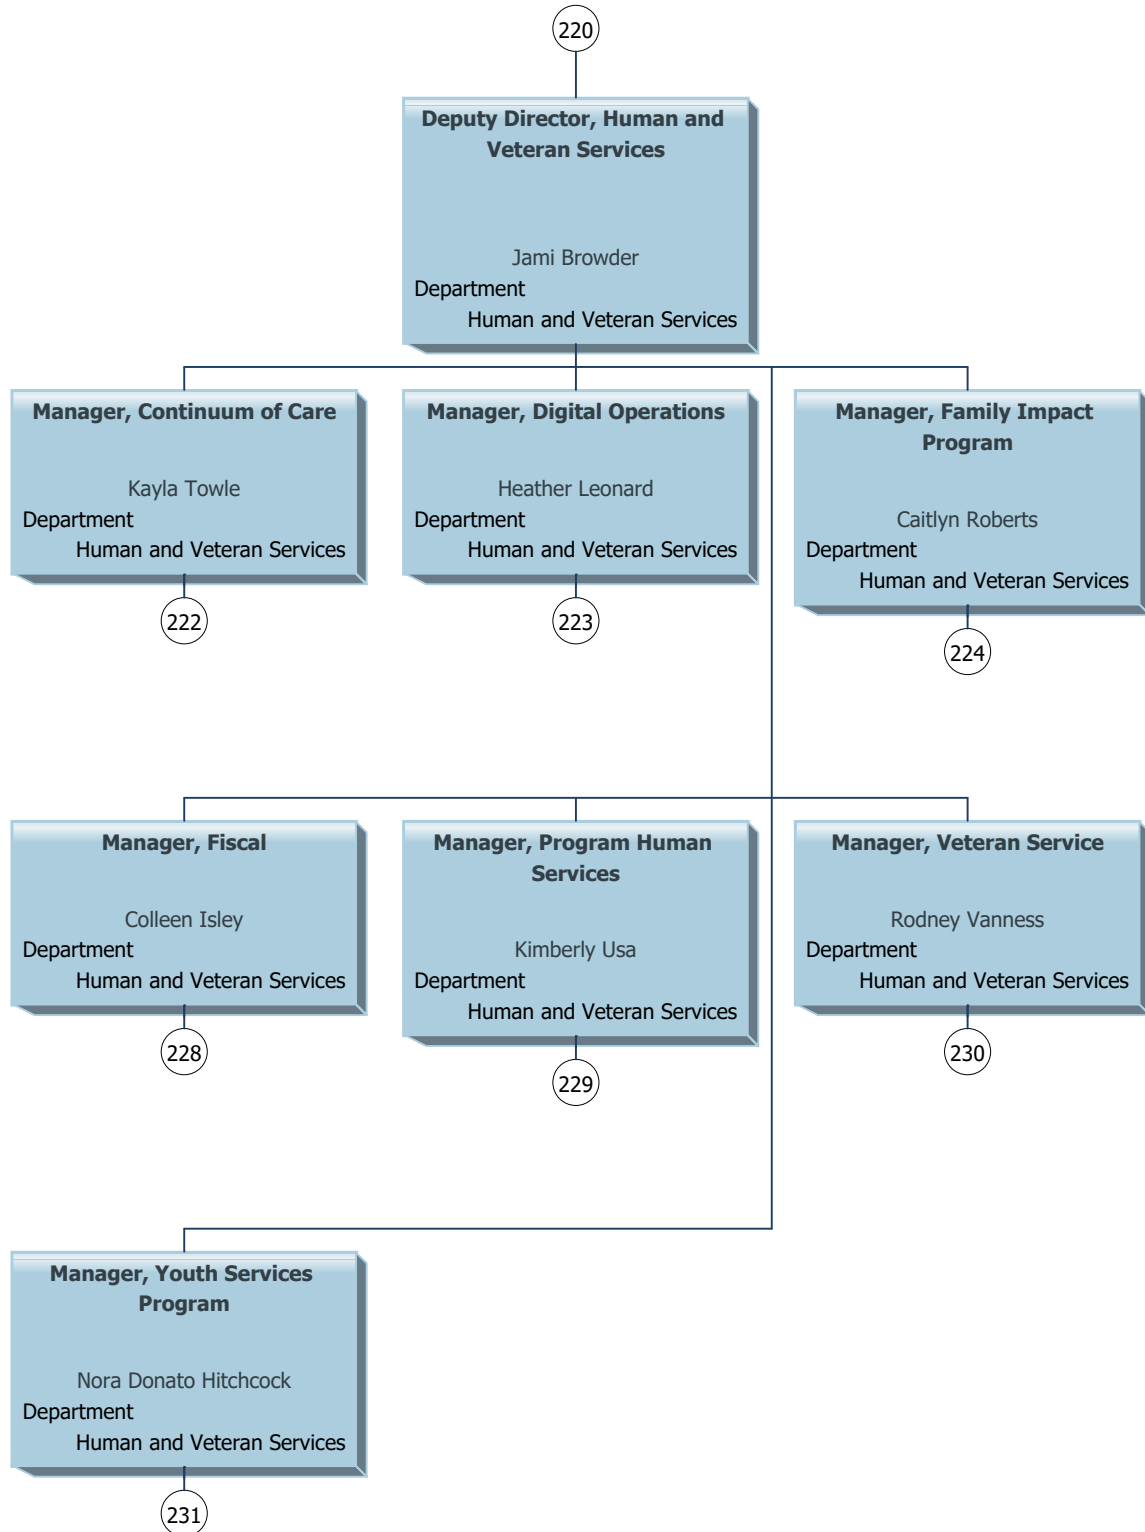 220
Deputy Director, Human and
Veteran Services
Jami Browder
Department
Human and Veteran Services
Manager, Continuum of Care
Kayla Towle
Department
Human and Veteran Services
222
Manager, Digital Operations
Heather Leonard
Department
Human and Veteran Services
223
Manager, Family Impact
Program
Caitlyn Roberts
Department
Human and Veteran Services
224
Manager, Fiscal
Colleen Isley
Department
Human and Veteran Services
228
Manager, Program Human
Services
Kimberly Usa
Department
Human and Veteran Services
229
Manager, Veteran Service
Rodney Vanness
Department
Human and Veteran Services
230
Manager, Youth Services
Program
Nora Donato Hitchcock
Department
Human and Veteran Services
231